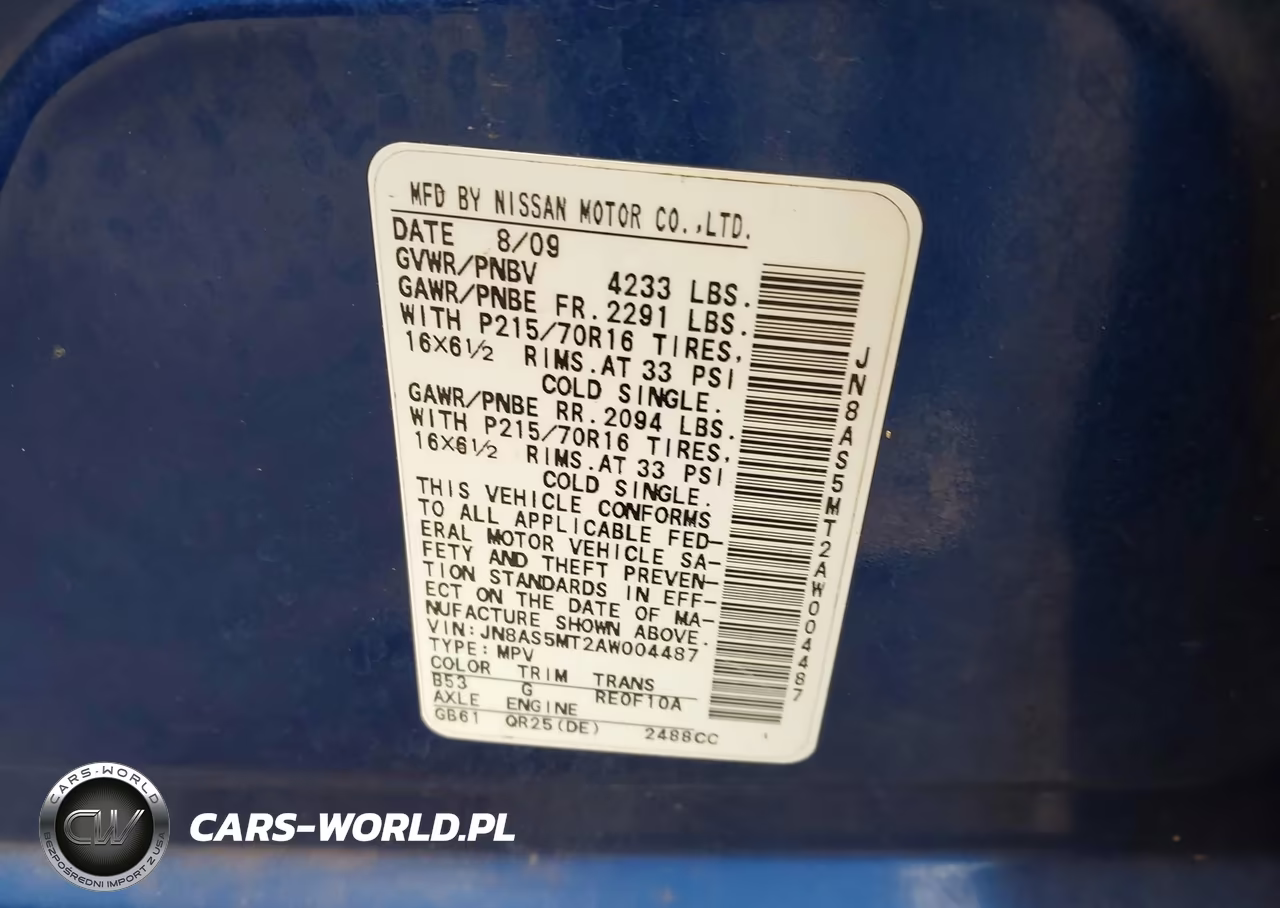 MFD BY NISSAN MOTOR CO.,LTD.
DATE 8/09
GVWR/PNBV 4233 LBS.
GAWR/PNBE FR.2291 LBS.
WITH P215/70R16 TIRES,
16X6½ RIMS.AT 33 PSI
COLD SINGLE.
GAWR/PNBE RR.2094 LBS.
WITH P215/70R16 TIRES,
16X6½ RIMS.AT 33 PSI
COLD SINGLE.
THIS VEHICLE CONFORMS
TO ALL APPLICABLE FED-
ERAL MOTOR VEHICLE SA-
FETY AND THEFT PREVEN-
TION STANDARDS IN EFF-
ECT ON THE DATE OF MA-
NUFACTURE SHOWN ABOVE.
VIN:JN8AS5MT2AW004487
TYPE:MPV
COLOR TRIM TRANS
B53 G RE0F10A
AXLE ENGINE
GB61 QR25(DE) 2488CC
JN8AS5MT2AW004487
CARS-WORLD
CW
BEZPOŚREDNI IMPORT Z USA
CARS-WORLD.PL